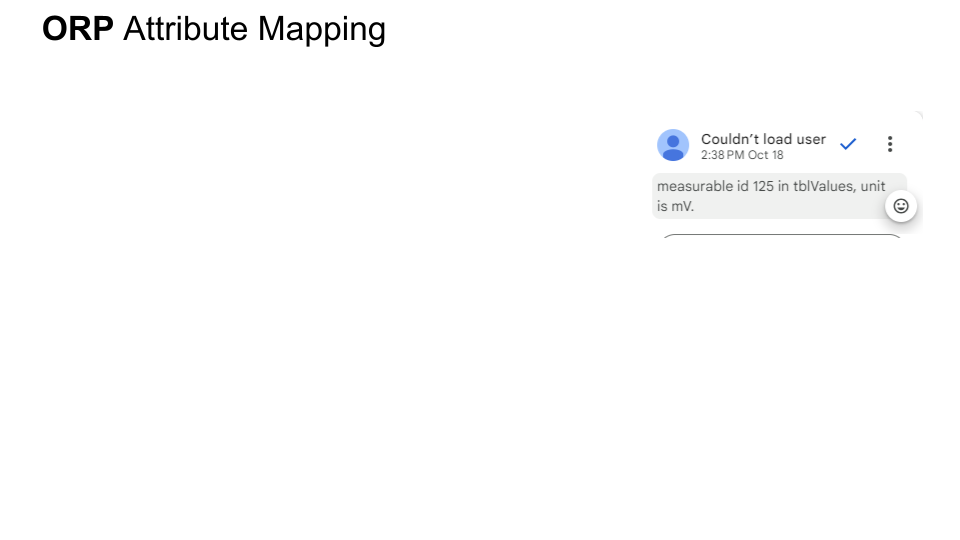 ORP Attribute Mapping
Couldn’t load user
2:38 PM Oct 18
measurable id 125 in tblValues, unit
is mV.